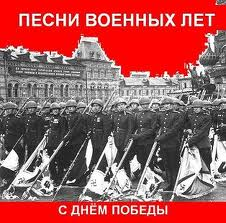 ПЕСНИ ВОЕННЫХ ЛЕТ
С ДНЁМ ПОБЕДЫ